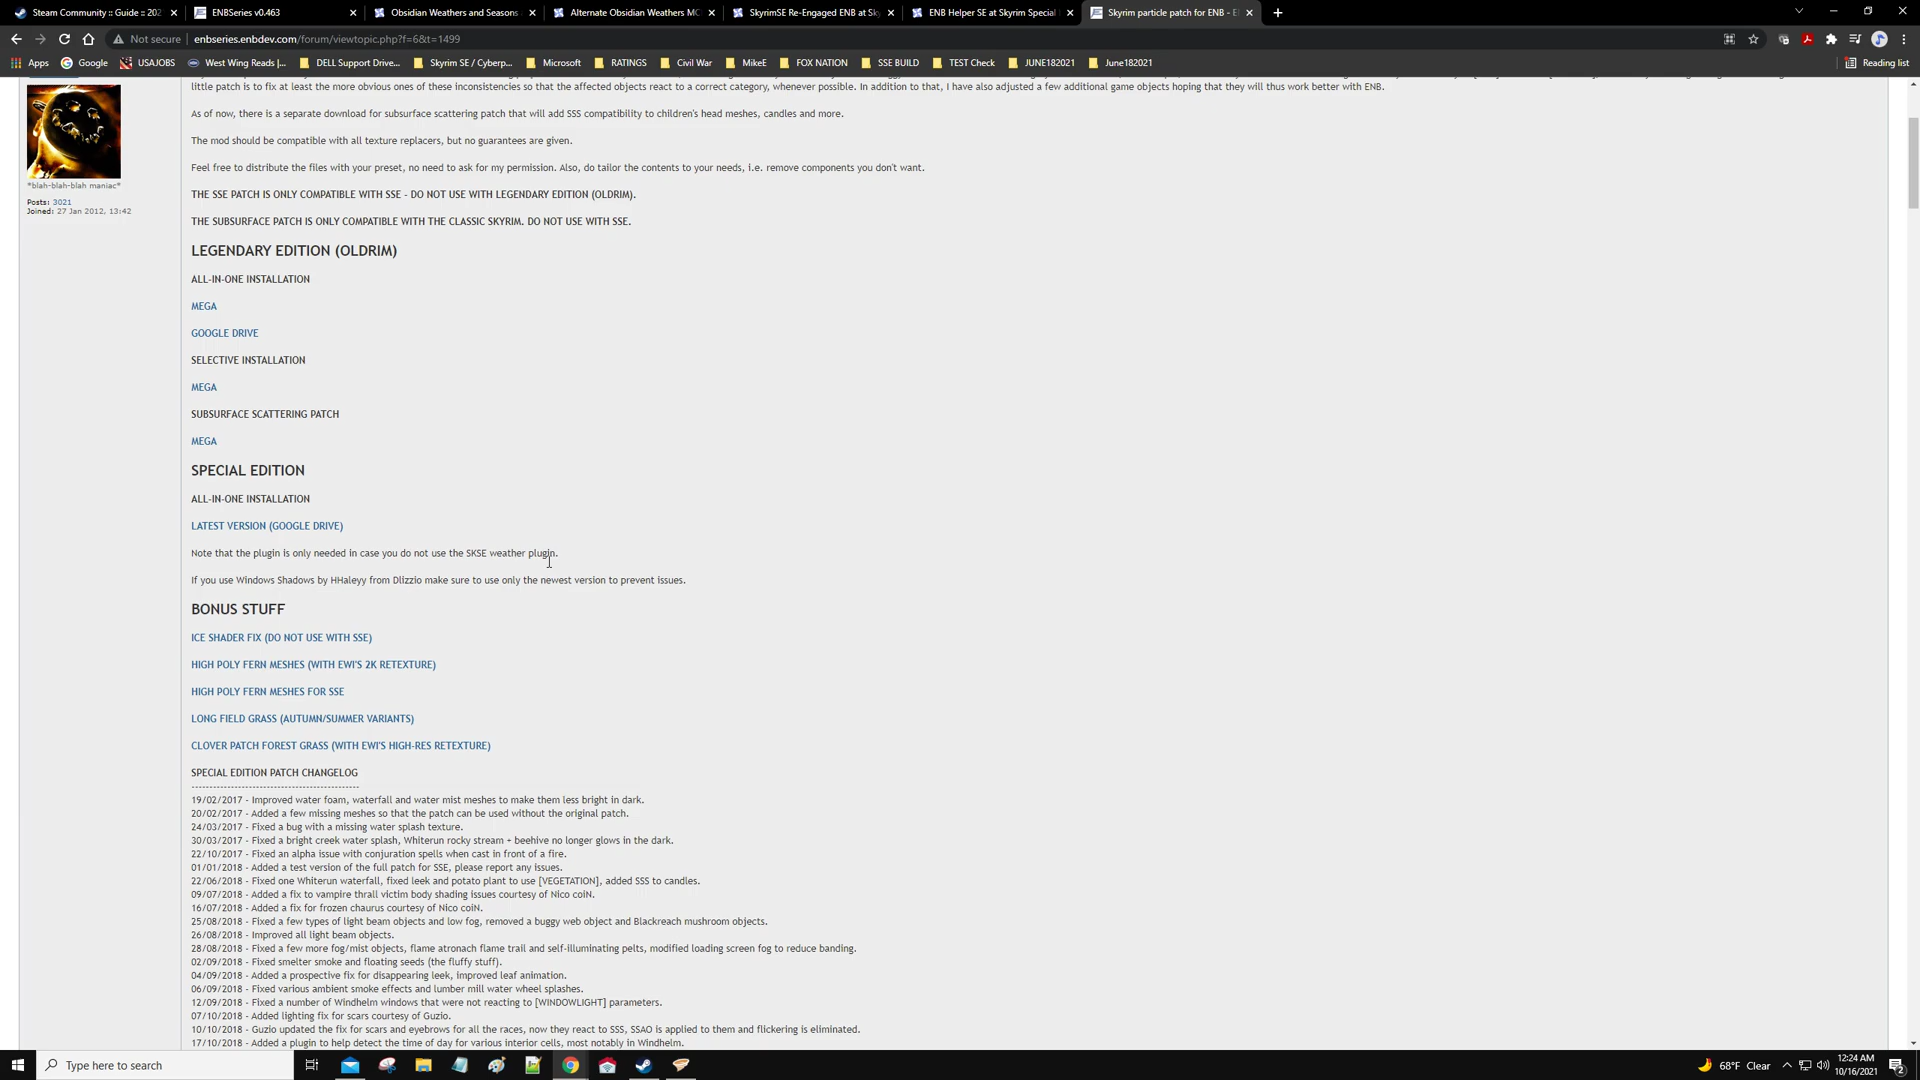 Steam Community :: Guide :: 202
ENBSeries v0.463
Obsidian Weathers and Seasons
Alternate Obsidian Weathers MC
SkyrimSE Re-Engaged ENB at Sk
ENB Helper SE at Skyrim Special
Skyrim particle patch for ENB - E
Not secure
enbseries.enbdev.com/forum/viewtopic.php?f=6&t=1499
Apps
Google
USAJOBS
West Wing Reads |...
DELL Support Drive...
Skyrim SE / Cyberp...
Microsoft
RATINGS
Civil War
MikeE
FOX NATION
SSE BUILD
TEST Check
JUNE182021
June182021
Reading list
little patch is to fix at least the more obvious ones of these inconsistencies so that the affected objects react to a correct category, whenever possible. In addition to that, I have also adjusted a few additional game objects hoping that they will thus work better with ENB.
As of now, there is a separate download for subsurface scattering patch that will add SSS compatibility to children's head meshes, candles and more.
The mod should be compatible with all texture replacers, but no guarantees are given.
*blah-blah-blah maniac*
Feel free to distribute the files with your preset, no need to ask for my permission. Also, do tailor the contents to your needs, i.e. remove components you don't want.
Posts: 3021
Joined: 27 Jan 2012, 13:42
THE SSE PATCH IS ONLY COMPATIBLE WITH SSE - DO NOT USE WITH LEGENDARY EDITION (OLDRIM).
THE SUBSURFACE PATCH IS ONLY COMPATIBLE WITH THE CLASSIC SKYRIM. DO NOT USE WITH SSE.
LEGENDARY EDITION (OLDRIM)
ALL-IN-ONE INSTALLATION
MEGA
GOOGLE DRIVE
SELECTIVE INSTALLATION
MEGA
SUBSURFACE SCATTERING PATCH
MEGA
SPECIAL EDITION
ALL-IN-ONE INSTALLATION
LATEST VERSION (GOOGLE DRIVE)
Note that the plugin is only needed in case you do not use the SKSE weather plugin.
If you use Windows Shadows by HHaleyy from Dlizzio make sure to use only the newest version to prevent issues.
BONUS STUFF
ICE SHADER FIX (DO NOT USE WITH SSE)
HIGH POLY FERN MESHES (WITH EWI'S 2K RETEXTURE)
HIGH POLY FERN MESHES FOR SSE
LONG FIELD GRASS (AUTUMN/SUMMER VARIANTS)
CLOVER PATCH FOREST GRASS (WITH EWI'S HIGH-RES RETEXTURE)
SPECIAL EDITION PATCH CHANGELOG
----------------------------------------------
19/02/2017 - Improved water foam, waterfall and water mist meshes to make them less bright in dark.
20/02/2017 - Added a few missing meshes so that the patch can be used without the original patch.
24/03/2017 - Fixed a bug with a missing water splash texture.
30/03/2017 - Fixed a bright creek water splash, Whiterun rocky stream + beehive no longer glows in the dark.
22/10/2017 - Fixed an alpha issue with conjuration spells when cast in front of a fire.
01/01/2018 - Added a test version of the full patch for SSE, please report any issues.
22/06/2018 - Fixed one Whiterun waterfall, fixed leek and potato plant to use [VEGETATION], added SSS to candles.
09/07/2018 - Added a fix to vampire thrall victim body shading issues courtesy of Nico coiN.
16/07/2018 - Added a fix for frozen chaurus courtesy of Nico coiN.
25/08/2018 - Fixed a few types of light beam objects and low fog, removed a buggy web object and Blackreach mushroom objects.
26/08/2018 - Improved all light beam objects.
28/08/2018 - Fixed a few more fog/mist objects, flame atronach flame trail and self-illuminating pelts, modified loading screen fog to reduce banding.
02/09/2018 - Fixed smelter smoke and floating seeds (the fluffy stuff).
04/09/2018 - Added a prospective fix for disappearing leek, improved leaf animation.
06/09/2018 - Fixed various ambient smoke effects and lumber mill water wheel splashes.
12/09/2018 - Fixed a number of Windhelm windows that were not reacting to [WINDOWLIGHT] parameters.
07/10/2018 - Added lighting fix for scars courtesy of Guzio.
10/10/2018 - Guzio updated the fix for scars and eyebrows for all the races, now they react to SSS, SSAO is applied to them and flickering is eliminated.
17/10/2018 - Added a plugin to help detect the time of day for various interior cells, most notably in Windhelm.
Type here to search
68°F Clear
12:24 AM
10/16/2021
2